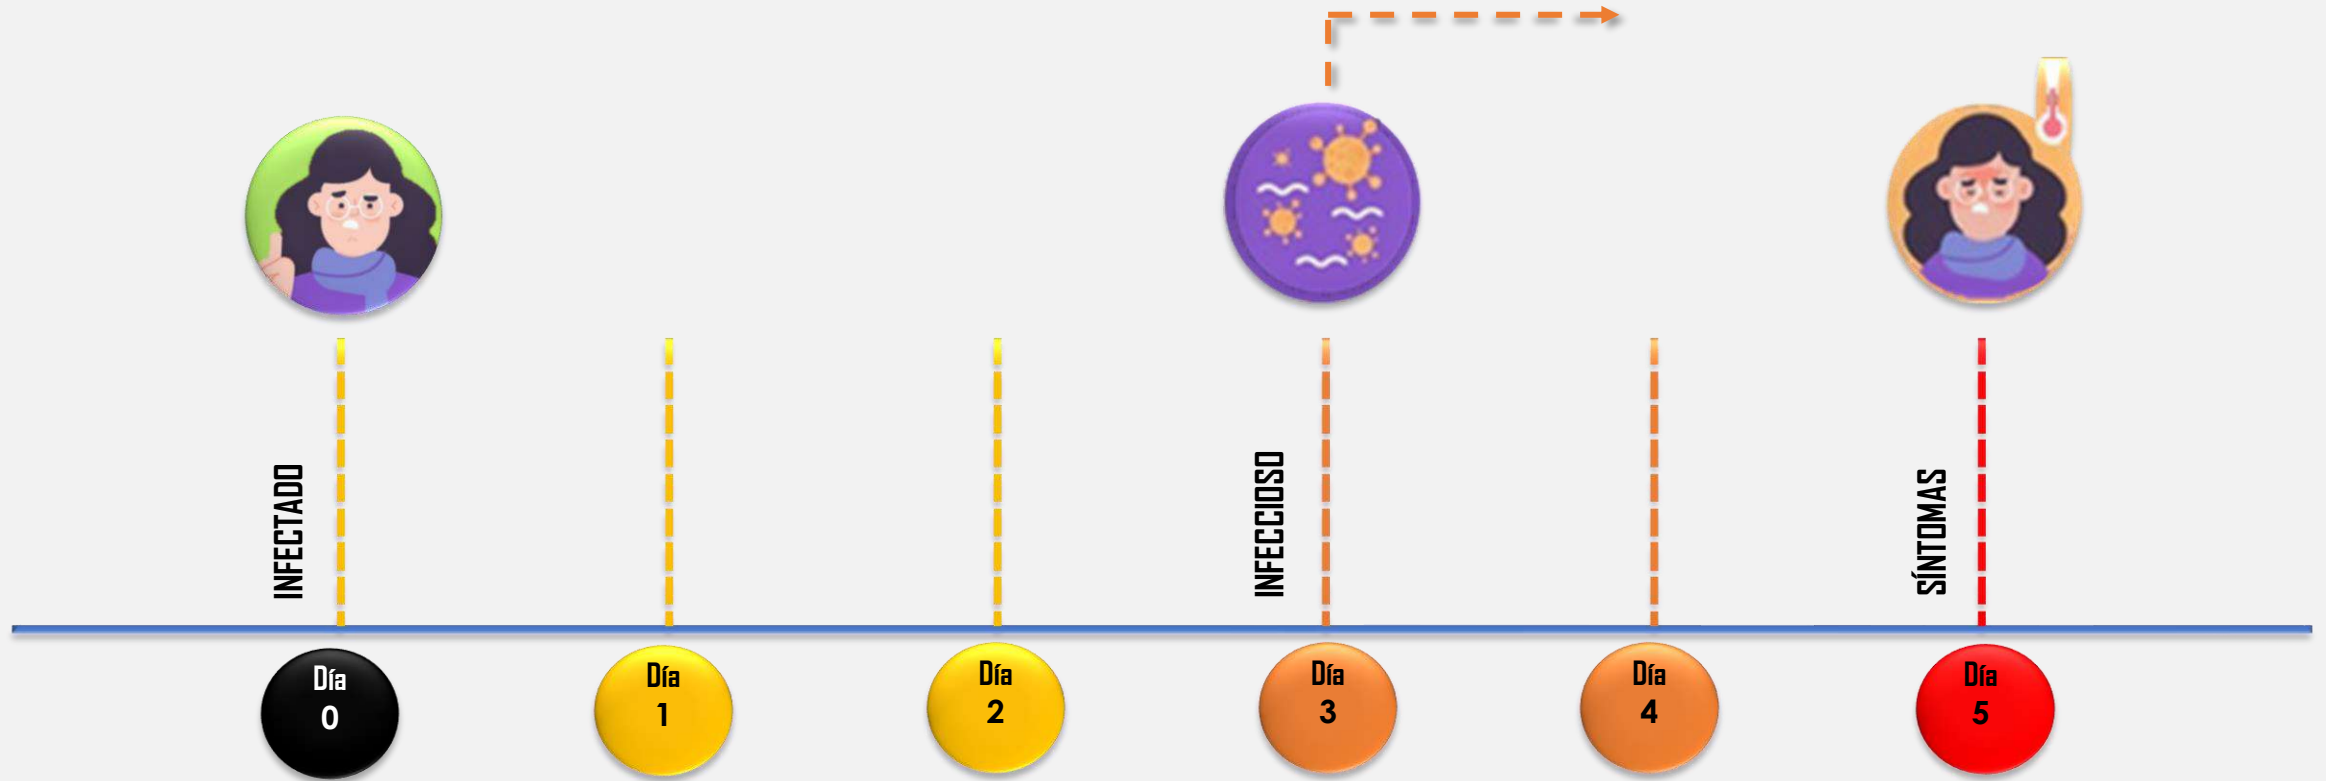 INFECTADO
INFECCIOSO
SÍNTOMAS
Día
0
Día
1
Día
2
Día
3
Día
4
Día
5